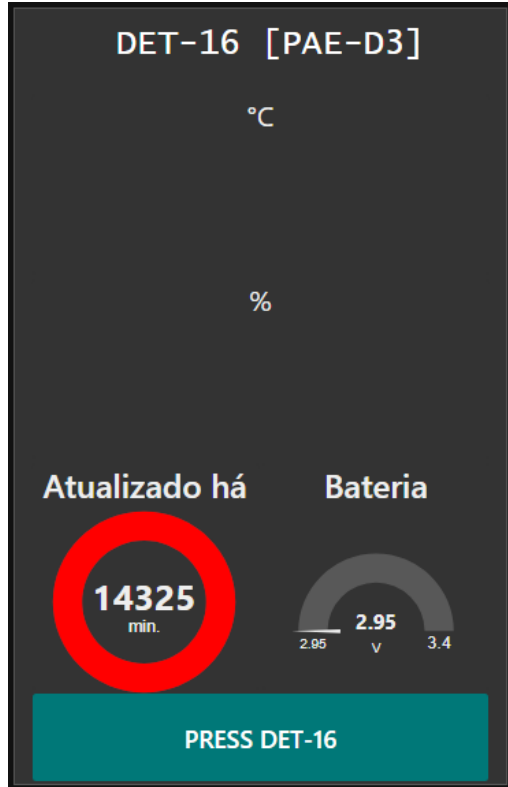 DET-16 [PAE-D3]
°C
%
Atualizado há
Bateria
14325
min.
2.95
2.95
V
3.4
PRESS DET-16